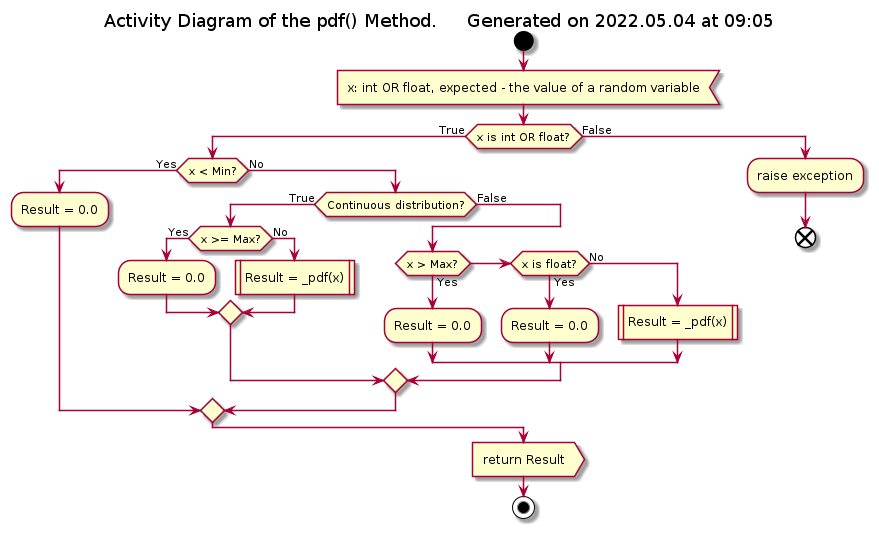 Activity Diagram of the pdf() Method.      Generated on 2022.05.04 at 09:05
x: int OR float, expected - the value of a random variable
True
x is int OR float?
False
Yes
x < Min?
No
raise exception
Result = 0.0
True
Continuous distribution?
False
Yes
x >= Max?
No
Result = 0.0
Result = _pdf(x)
x > Max?
Yes
x is float?
Yes
No
Result = 0.0
Result = 0.0
Result = _pdf(x)
return Result